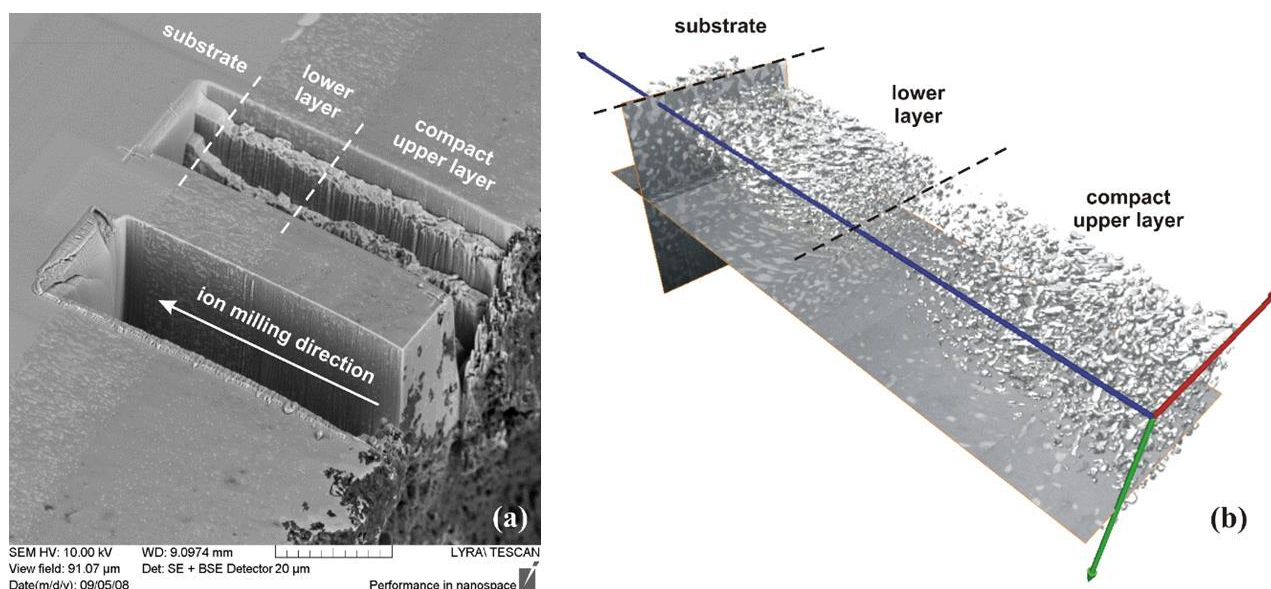 substrate
lower
layer
compact
upper layer
ion milling direction
(a)
SEM HV: 10.00 kV WD: 9.0974 mm LYRA\ TESCAN
View field: 91.07 µm Det: SE + BSE Detector 20 µm
Date(m/d/y): 09/05/08 Performance in nanospace
substrate
lower
layer
compact
upper layer
(b)